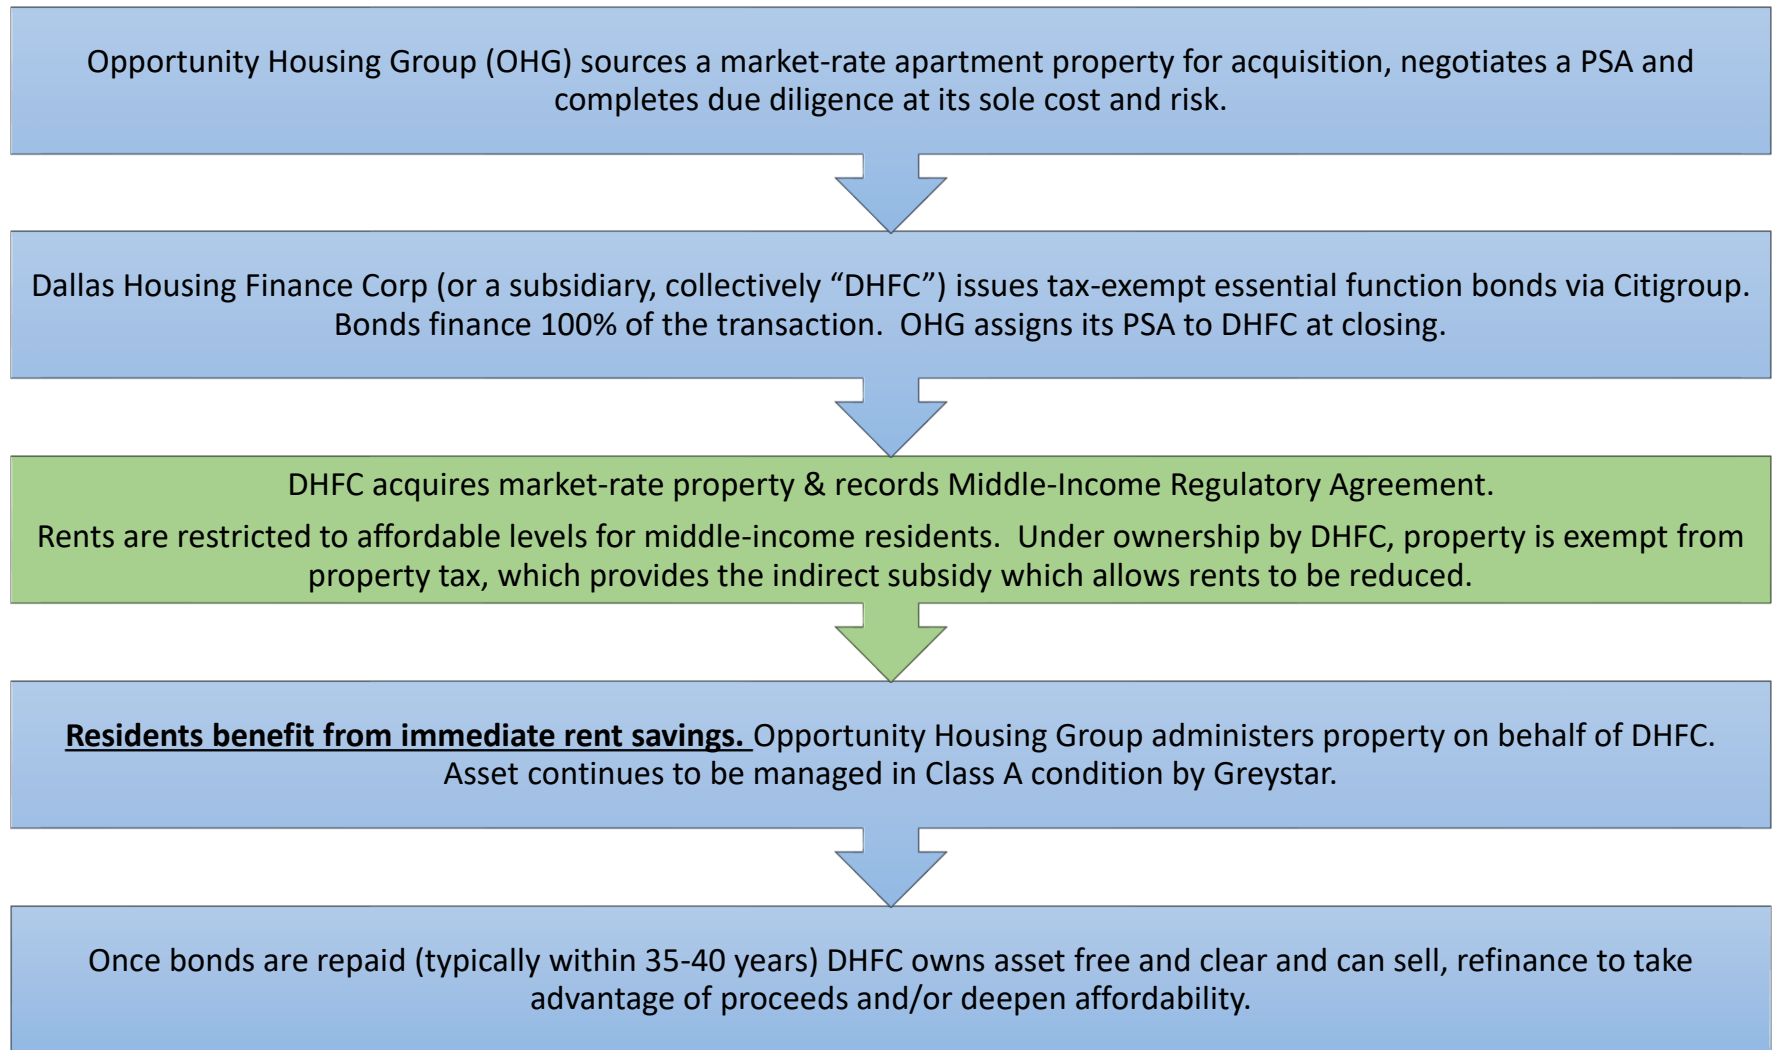 Opportunity Housing Group (OHG) sources a market-rate apartment property for acquisition, negotiates a PSA and
completes due diligence at its sole cost and risk.
Dallas Housing Finance Corp (or a subsidiary, collectively “DHFC”) issues tax-exempt essential function bonds via Citigroup.
Bonds finance 100% of the transaction.  OHG assigns its PSA to DHFC at closing.
DHFC acquires market-rate property & records Middle-Income Regulatory Agreement.
Rents are restricted to affordable levels for middle-income residents.  Under ownership by DHFC, property is exempt from
property tax, which provides the indirect subsidy which allows rents to be reduced.
Residents benefit from immediate rent savings. Opportunity Housing Group administers property on behalf of DHFC.
Asset continues to be managed in Class A condition by Greystar.
Once bonds are repaid (typically within 35-40 years) DHFC owns asset free and clear and can sell, refinance to take
advantage of proceeds and/or deepen affordability.